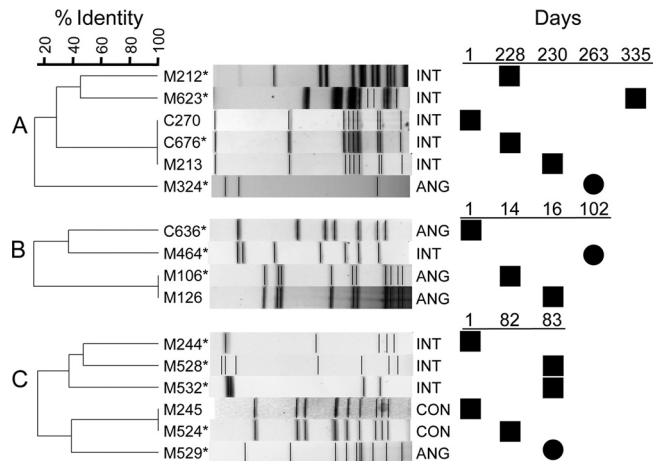 % Identity Days
20 40 60 80 100
1 228 230 263 335
A
M212* INT
M623* INT
C270 INT
C676* INT
M213 INT
M324* ANG
1 14 16 102
B
C636* ANG
M464* INT
M106* ANG
M126 ANG
1 82 83
C
M244* INT
M528* INT
M532* INT
M245 CON
M524* CON
M529* ANG